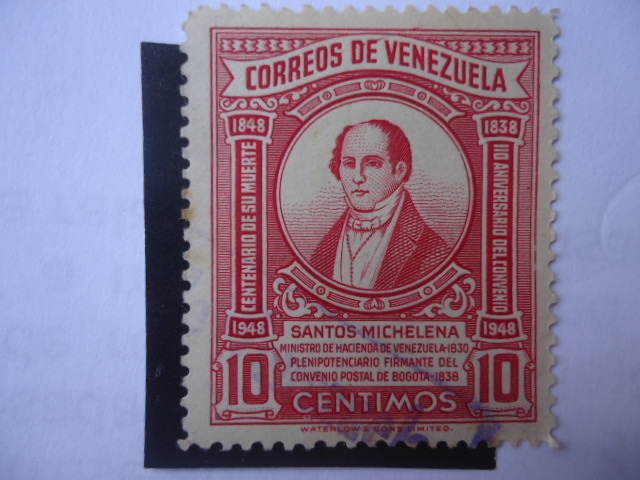 CORREOS DE VENEZUELA
1848
1838
CENTENARIO DE SU MUERTE
110 ANIVERSARIO DEL CONVENIO
1948
1948
SANTOS MICHELENA
MINISTRO DE HACIENDA DE VENEZUELA-1830
PLENIPOTENCIARIO FIRMANTE DEL
CONVENIO POSTAL DE BOGOTA-1838
10 CENTIMOS 10
WATERLOW & SONS LIMITED.